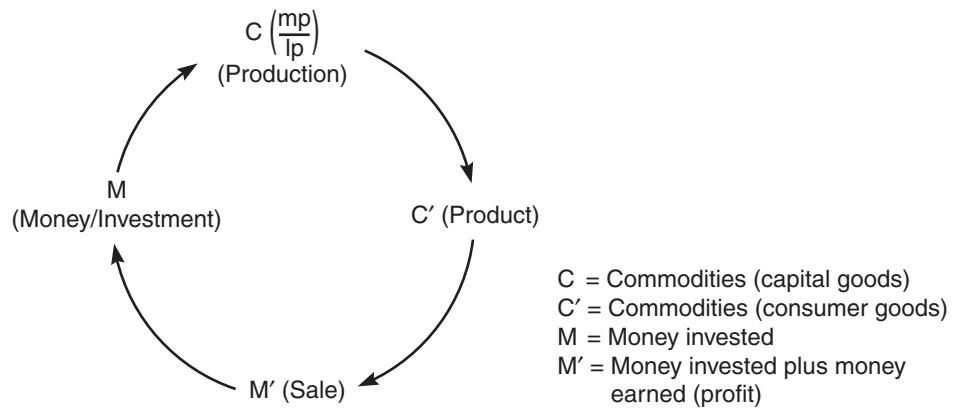 C (mp/lp)
(Production)
M
(Money/Investment)
C′ (Product)
M′ (Sale)
C = Commodities (capital goods)
C′ = Commodities (consumer goods)
M = Money invested
M′ = Money invested plus money
earned (profit)